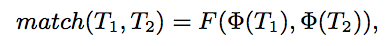 match(T₁, T₂) = F(Φ(T₁), Φ(T₂)),